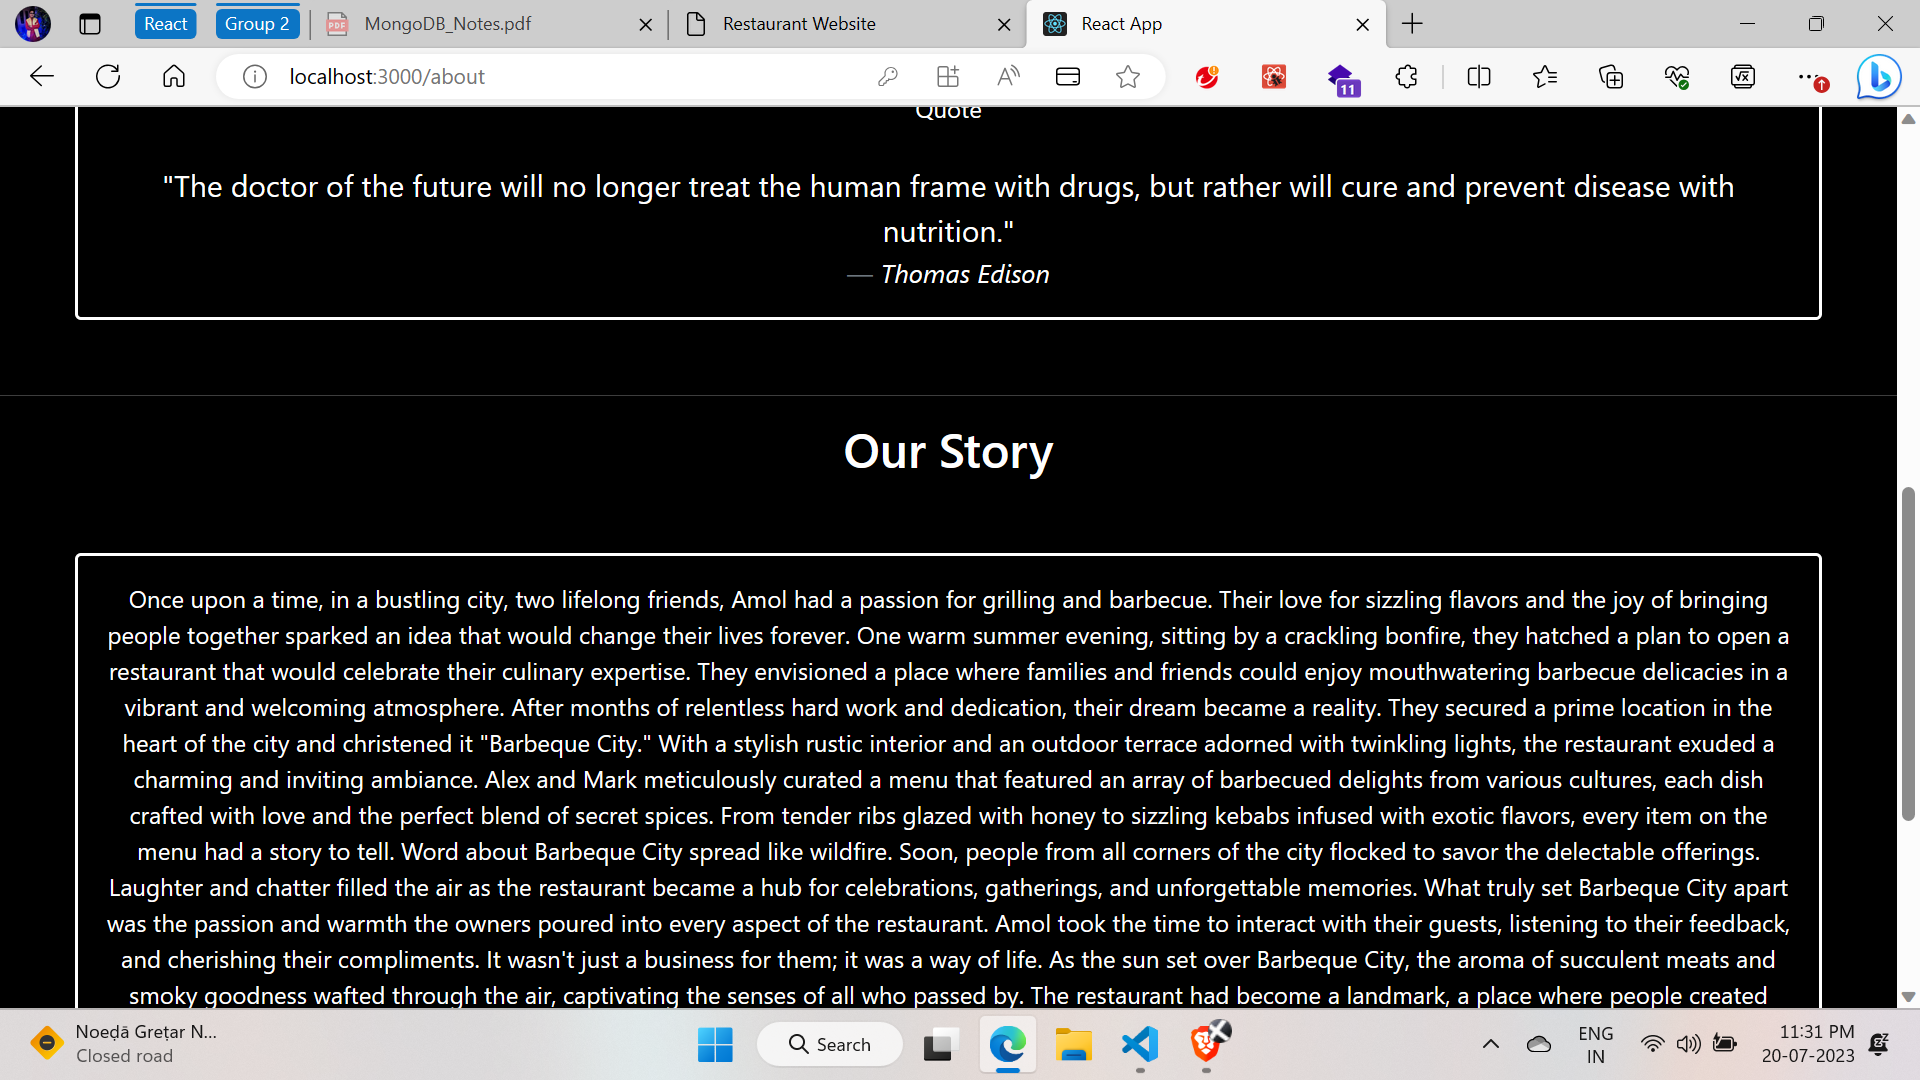 React
Group 2
MongoDB_Notes.pdf
Restaurant Website
React App
localhost:3000/about
11
Quote
"The doctor of the future will no longer treat the human frame with drugs, but rather will cure and prevent disease with
nutrition."
— Thomas Edison
Our Story
Once upon a time, in a bustling city, two lifelong friends, Amol had a passion for grilling and barbecue. Their love for sizzling flavors and the joy of bringing
people together sparked an idea that would change their lives forever. One warm summer evening, sitting by a crackling bonfire, they hatched a plan to open a
restaurant that would celebrate their culinary expertise. They envisioned a place where families and friends could enjoy mouthwatering barbecue delicacies in a
vibrant and welcoming atmosphere. After months of relentless hard work and dedication, their dream became a reality. They secured a prime location in the
heart of the city and christened it "Barbeque City." With a stylish rustic interior and an outdoor terrace adorned with twinkling lights, the restaurant exuded a
charming and inviting ambiance. Alex and Mark meticulously curated a menu that featured an array of barbecued delights from various cultures, each dish
crafted with love and the perfect blend of secret spices. From tender ribs glazed with honey to sizzling kebabs infused with exotic flavors, every item on the
menu had a story to tell. Word about Barbeque City spread like wildfire. Soon, people from all corners of the city flocked to savor the delectable offerings.
Laughter and chatter filled the air as the restaurant became a hub for celebrations, gatherings, and unforgettable memories. What truly set Barbeque City apart
was the passion and warmth the owners poured into every aspect of the restaurant. Amol took the time to interact with their guests, listening to their feedback,
and cherishing their compliments. It wasn't just a business for them; it was a way of life. As the sun set over Barbeque City, the aroma of succulent meats and
smoky goodness wafted through the air, captivating the senses of all who passed by. The restaurant had become a landmark, a place where people created
Noeḍā Greṭar N...
Closed road
Search
ENG
IN
11:31 PM
20-07-2023